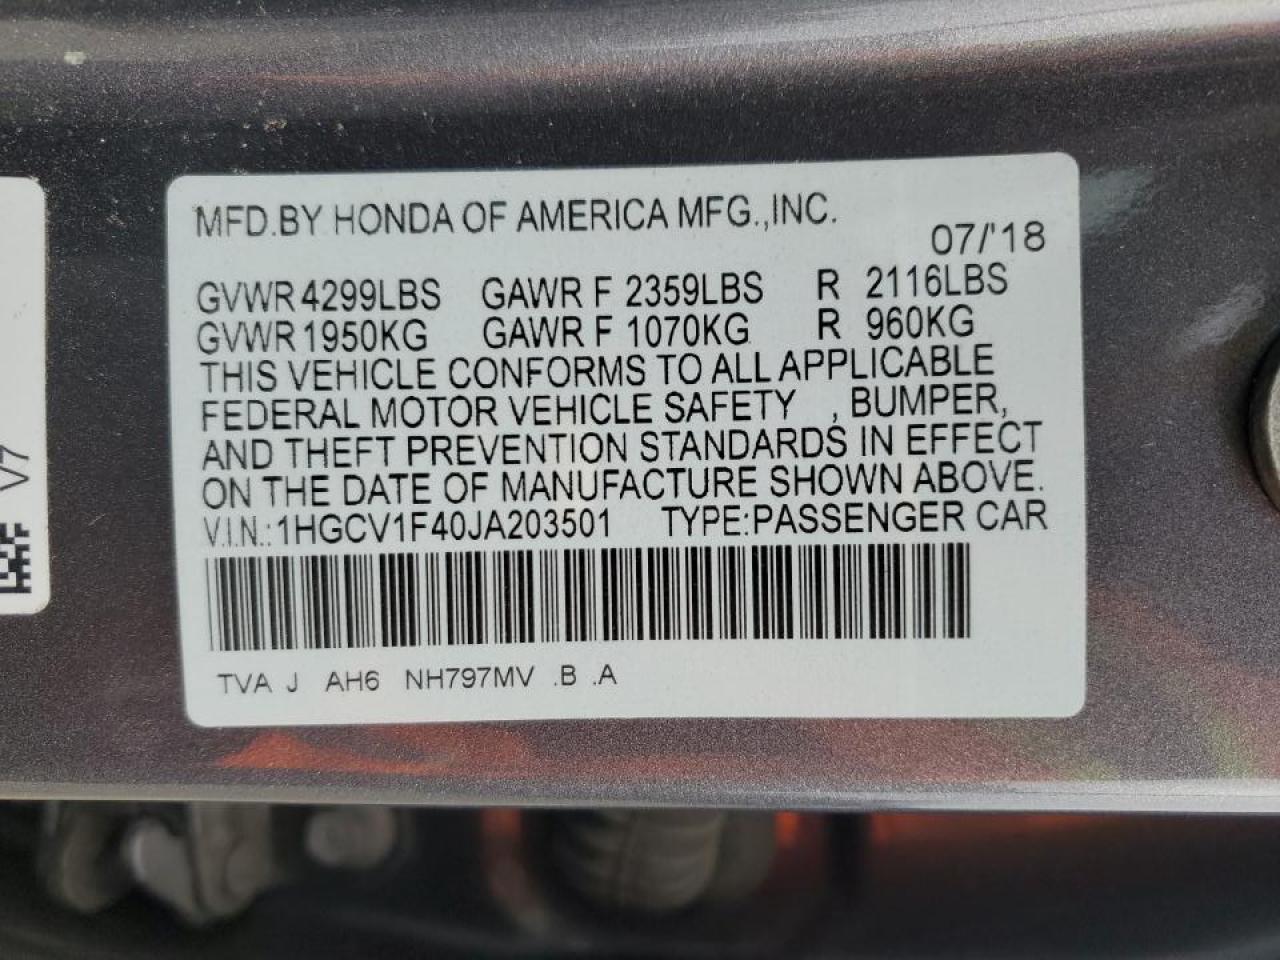 MFD.BY HONDA OF AMERICA MFG.,INC.
07/'18
GVWR 4299LBS GAWR F 2359LBS R 2116LBS
GVWR 1950KG GAWR F 1070KG R 960KG
THIS VEHICLE CONFORMS TO ALL APPLICABLE
FEDERAL MOTOR VEHICLE SAFETY , BUMPER,
AND THEFT PREVENTION STANDARDS IN EFFECT
ON THE DATE OF MANUFACTURE SHOWN ABOVE.
V.I.N.:1HGCV1F40JA203501 TYPE:PASSENGER CAR
TVA J AH6 NH797MV .B .A
V7